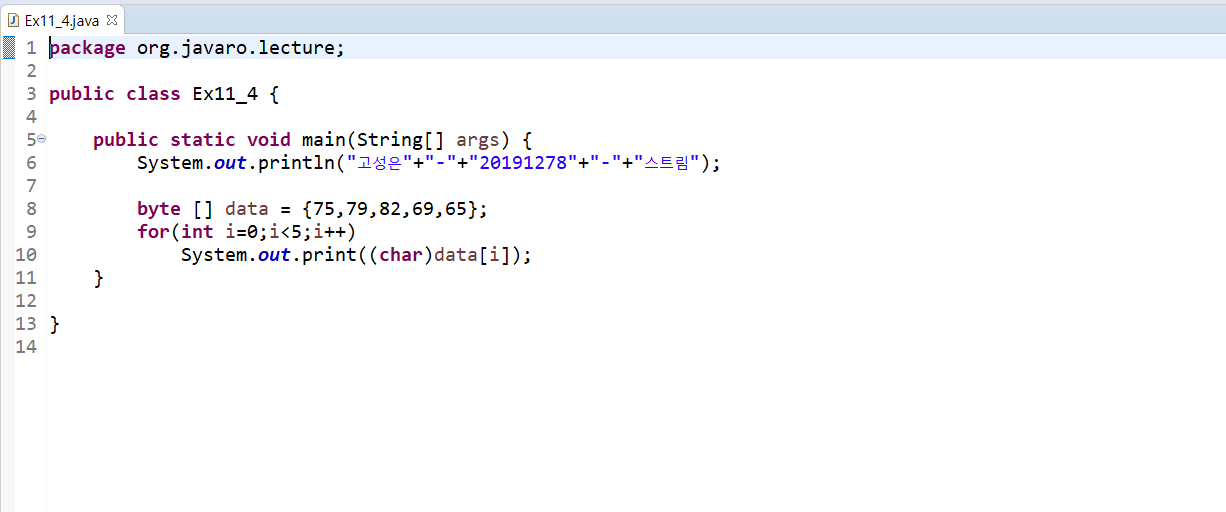 Ex11_4.java
1 package org.javaro.lecture;
2
3 public class Ex11_4 {
4
5 public static void main(String[] args) {
6 System.out.println("고성은"+"-"+"20191278"+"-"+"스트림");
7
8 byte [] data = {75,79,82,69,65};
9 for(int i=0;i<5;i++)
10 System.out.print((char)data[i]);
11 }
12
13 }
14